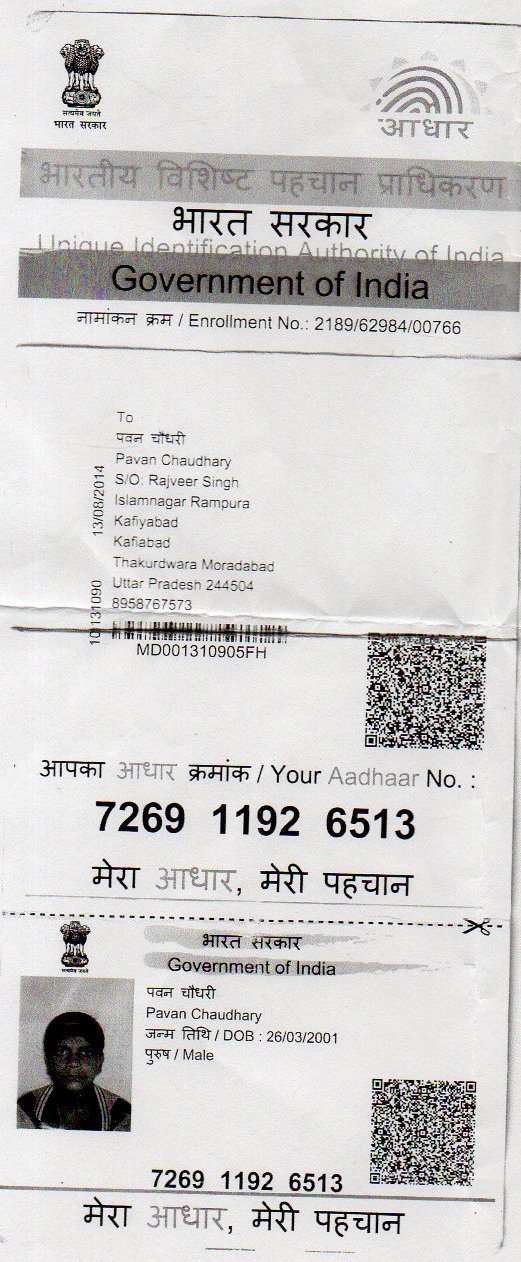 सत्यमेव जयते
भारत सरकार
आधार
भारतीय विशिष्ट पहचान प्राधिकरण
भारत सरकार
Unique Identification Authority of India
Government of India
नामांकन क्रम / Enrollment No.: 2189/62984/00766
To
पवन चौधरी
Pavan Chaudhary
S/O: Rajveer Singh
Islamnagar Rampura
Kafiyabad
Kafiabad
Thakurdwara Moradabad
Uttar Pradesh 244504
8958767573
13/08/2014
MD001310905FH
आपका आधार क्रमांक / Your Aadhaar No. :
7269 1192 6513
मेरा आधार, मेरी पहचान
भारत सरकार
Government of India
पवन चौधरी
Pavan Chaudhary
जन्म तिथि / DOB : 26/03/2001
पुरुष / Male
7269 1192 6513
मेरा आधार, मेरी पहचान